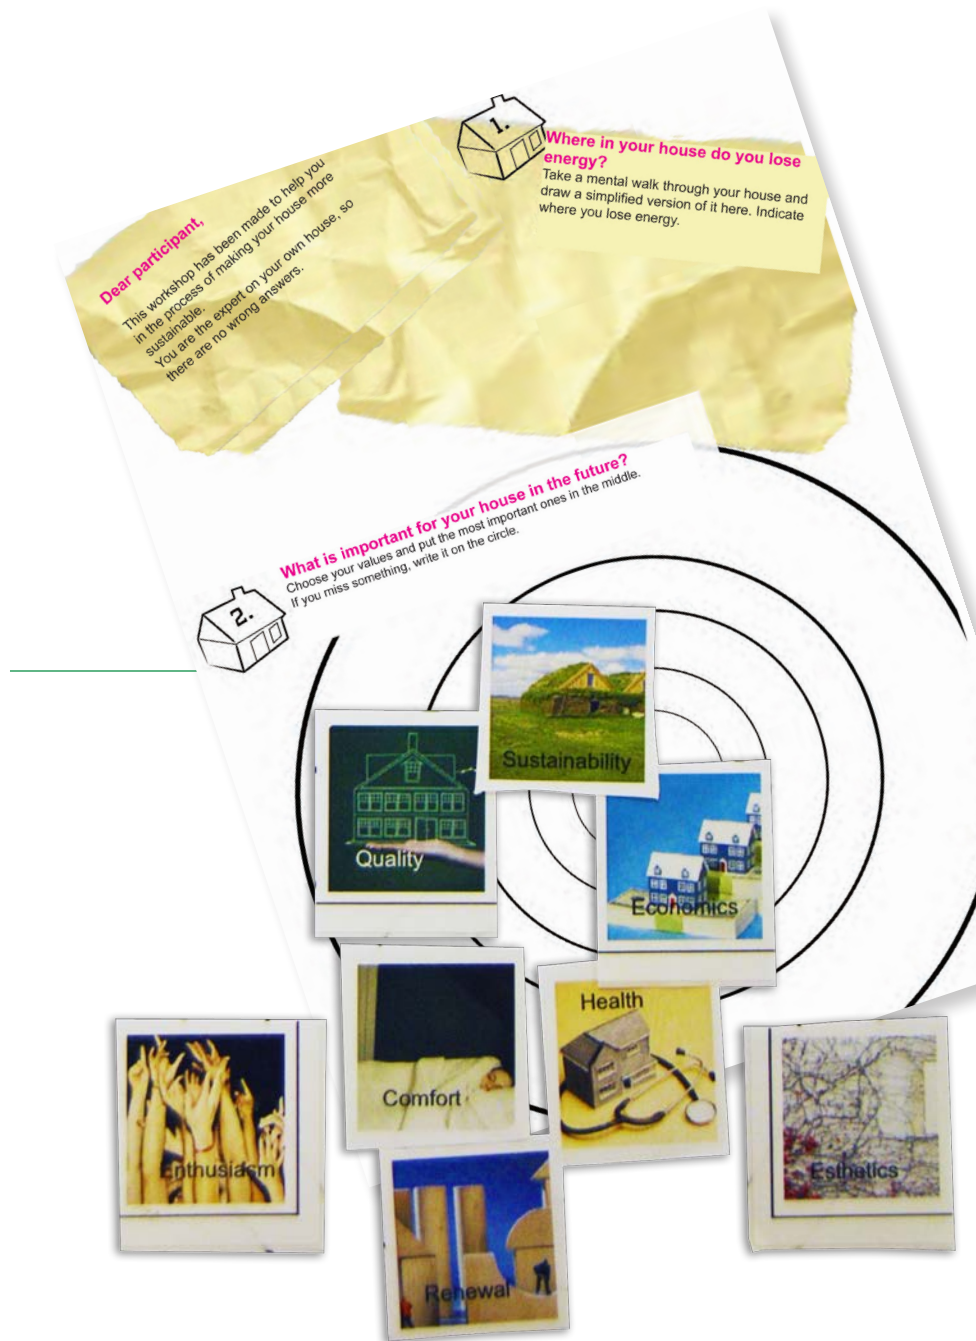 Dear participant,
This workshop has been made to help you
in the process of making your house more
sustainable.
You are the expert on your own house, so
there are no wrong answers.
1.
Where in your house do you lose
energy?
Take a mental walk through your house and
draw a simplified version of it here. Indicate
where you lose energy.
2.
What is important for your house in the future?
Choose your values and put the most important ones in the middle.
If you miss something, write it on the circle.
Sustainability
Quality
Economics
Health
Comfort
Enthusiasm
Esthetics
Renewal